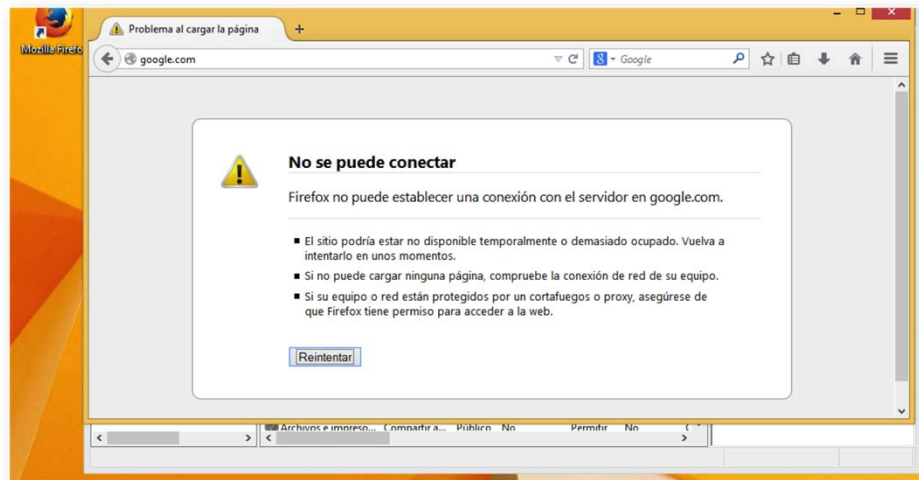 Mozilla Firefo
Problema al cargar la página
google.com
Google
No se puede conectar
Firefox no puede establecer una conexión con el servidor en google.com.
El sitio podría estar no disponible temporalmente o demasiado ocupado. Vuelva a
intentarlo en unos momentos.
Si no puede cargar ninguna página, compruebe la conexión de red de su equipo.
Si su equipo o red están protegidos por un cortafuegos o proxy, asegúrese de
que Firefox tiene permiso para acceder a la web.
Reintentar
Archivos e impreso... Compartir a... Público No Permitir No